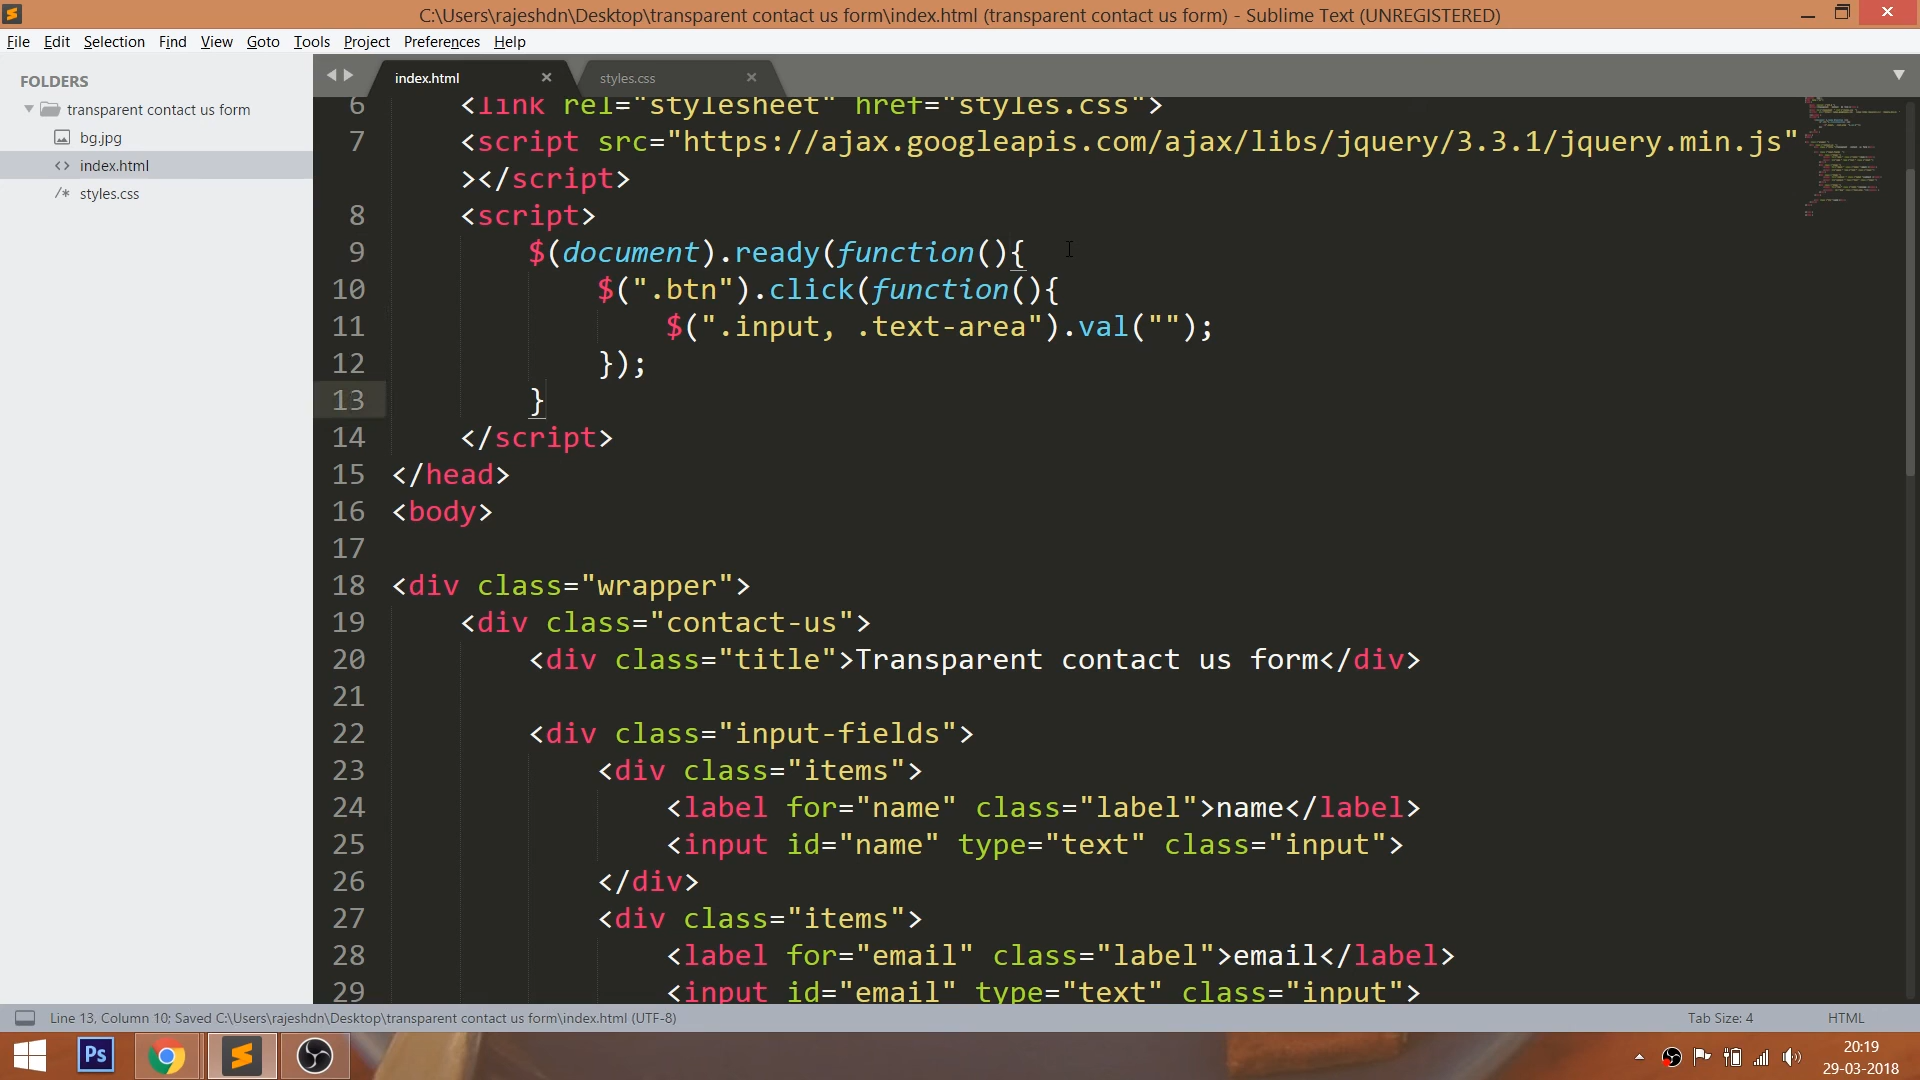 C:\Users\rajeshdn\Desktop\transparent contact us form\index.html (transparent contact us form) - Sublime Text (UNREGISTERED)
File Edit Selection Find View Goto Tools Project Preferences Help
FOLDERS
transparent contact us form
bg.jpg
index.html
styles.css
index.html
styles.css
6 <link rel="stylesheet" href="styles.css">
7 <script src="https://ajax.googleapis.com/ajax/libs/jquery/3.3.1/jquery.min.js"
></script>
8 <script>
9 $(document).ready(function(){
10 $(".btn").click(function(){
11 $(".input, .text-area").val("");
12 });
13 }
14 </script>
15 </head>
16 <body>
17
18 <div class="wrapper">
19 <div class="contact-us">
20 <div class="title">Transparent contact us form</div>
21
22 <div class="input-fields">
23 <div class="items">
24 <label for="name" class="label">name</label>
25 <input id="name" type="text" class="input">
26 </div>
27 <div class="items">
28 <label for="email" class="label">email</label>
29 <input id="email" type="text" class="input">
Line 13, Column 10; Saved C:\Users\rajeshdn\Desktop\transparent contact us form\index.html (UTF-8)
Tab Size: 4
HTML
Ps
20:19
29-03-2018